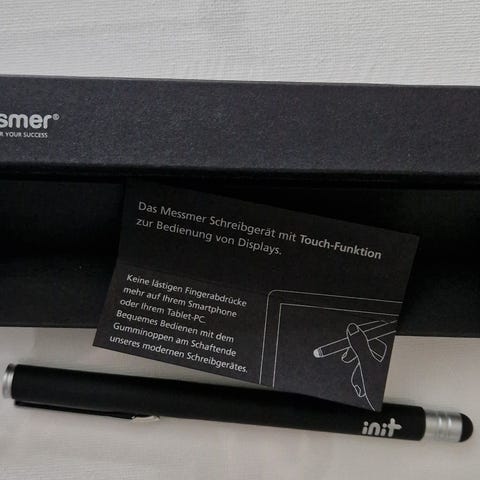 smer®
R YOUR SUCCESS
Das Messmer Schreibgerät mit Touch-Funktion
zur Bedienung von Displays.
Keine lästigen Fingerabdrücke
mehr auf Ihrem Smartphone
oder Ihrem Tablet-PC.
Bequemes Bedienen mit dem
Gumminoppen am Schaftende
unseres modernen Schreibgerätes.
init